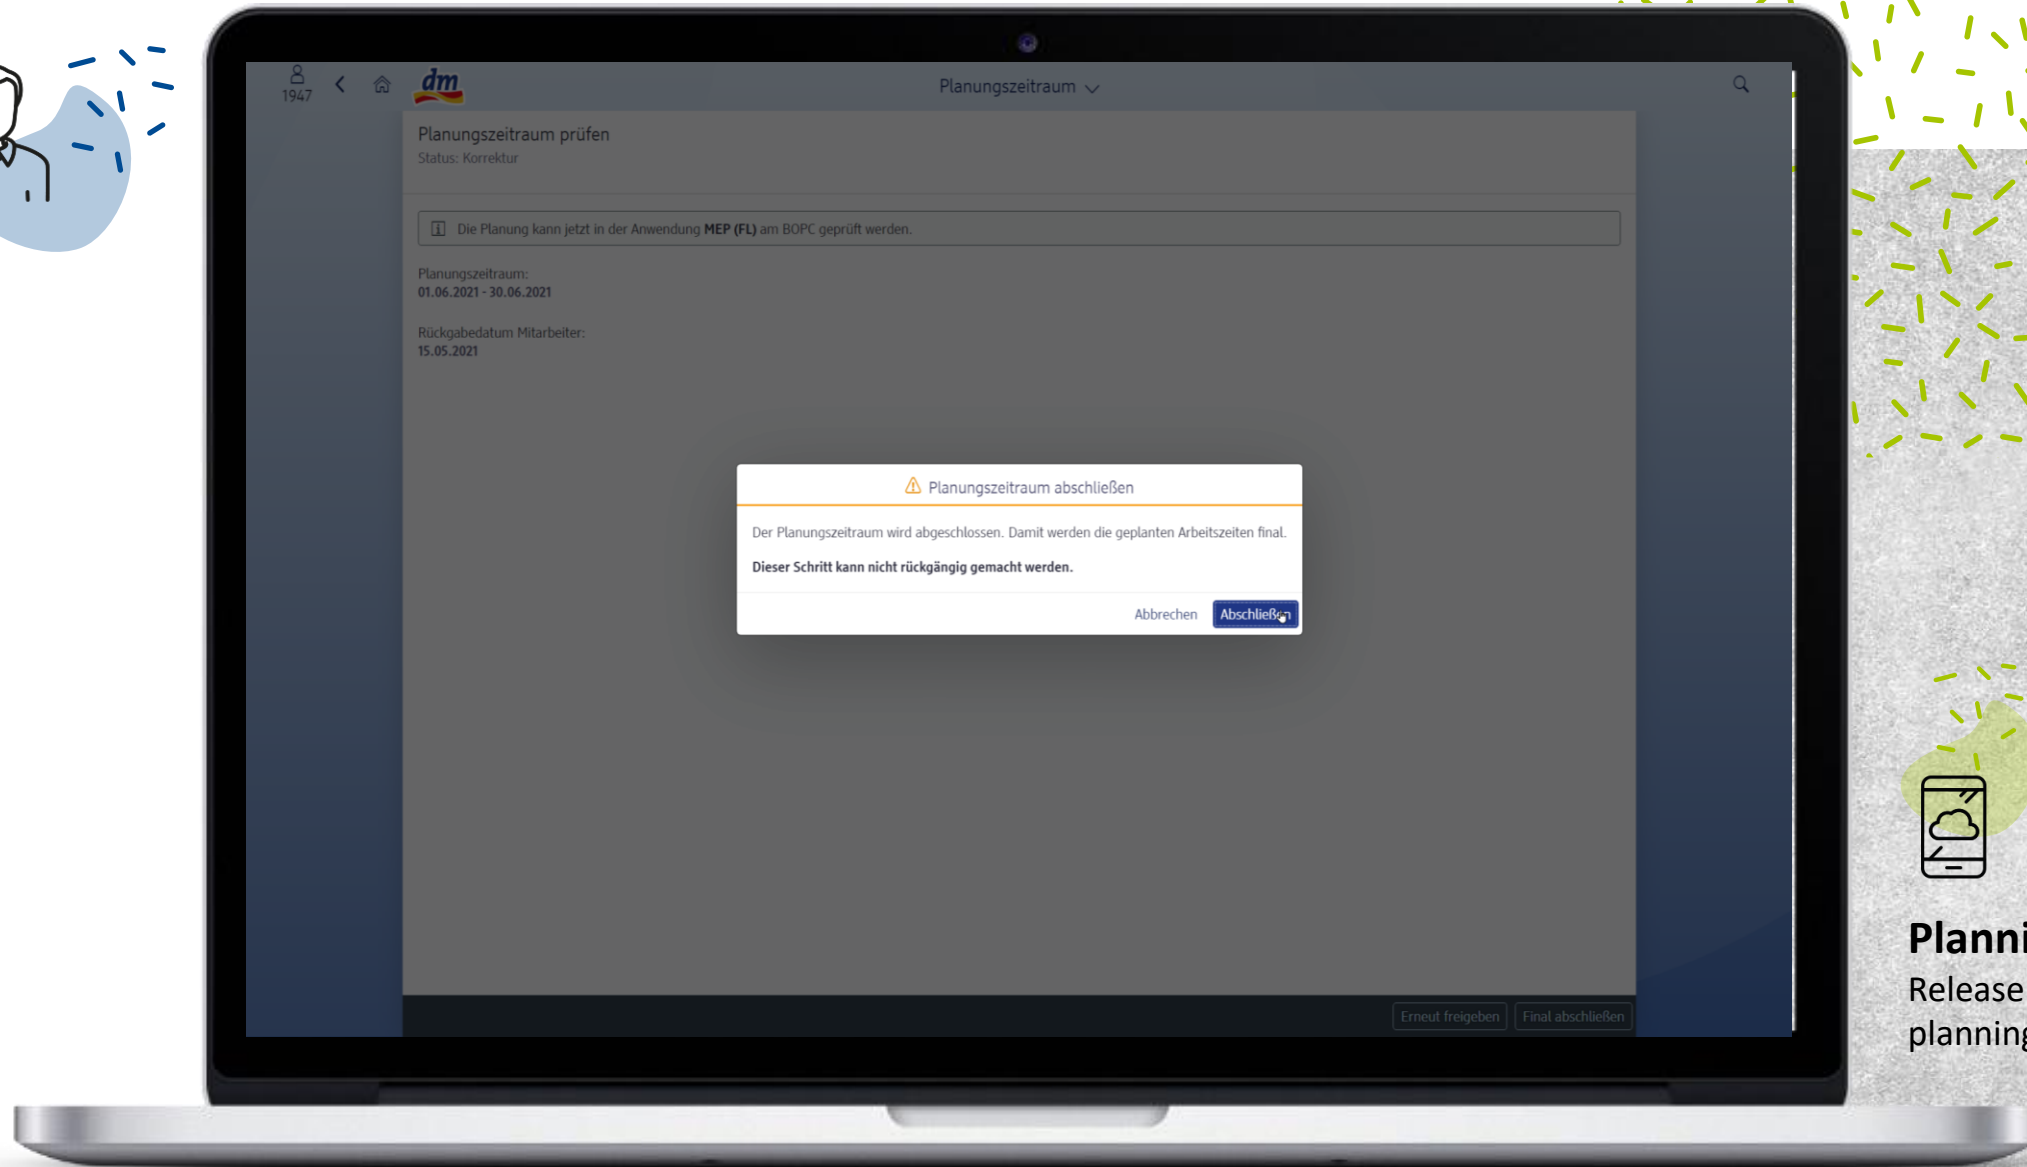 1947
dm
Planungszeitraum
Planungszeitraum prüfen
Status: Korrektur
Die Planung kann jetzt in der Anwendung MEP (FL) am BOPC geprüft werden.
Planungszeitraum:
01.06.2021 - 30.06.2021
Rückgabedatum Mitarbeiter:
15.05.2021
Planungszeitraum abschließen
Der Planungszeitraum wird abgeschlossen. Damit werden die geplanten Arbeitszeiten final.
Dieser Schritt kann nicht rückgängig gemacht werden.
Abbrechen Abschließen
Erneut freigeben Final abschließen
Release
planning